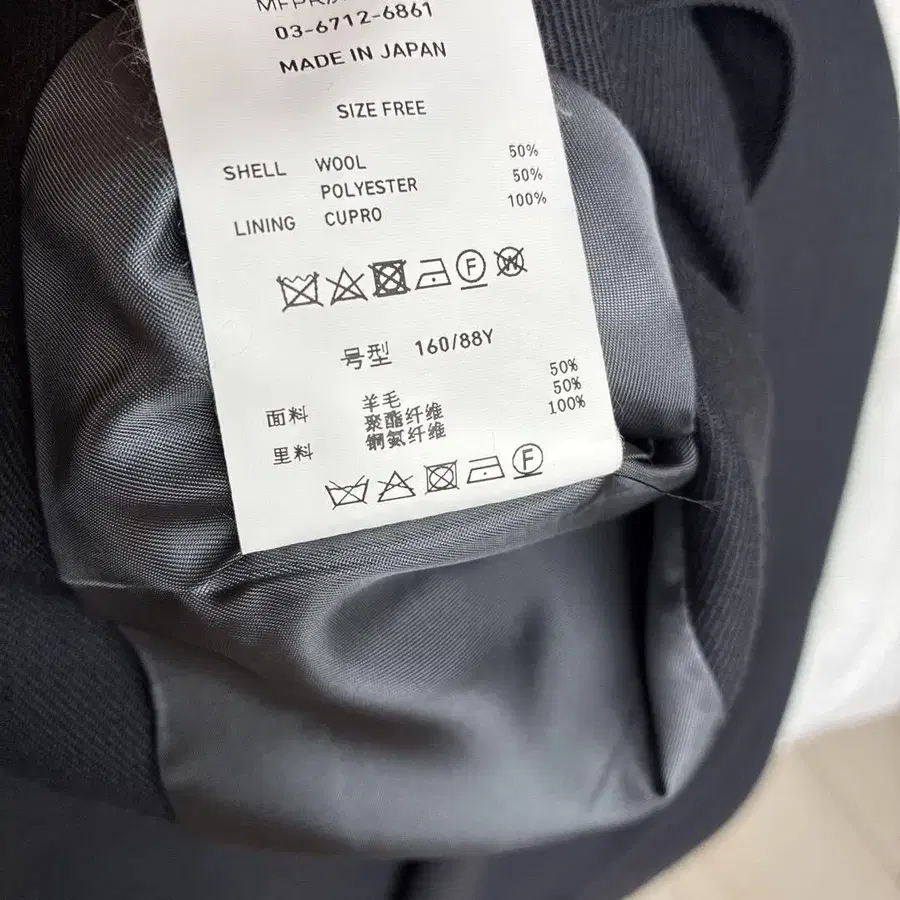 03-6712-6861
MADE IN JAPAN
SIZE FREE
SHELL WOOL 50%
POLYESTER 50%
LINING CUPRO 100%
F W
号型 160/88Y
面料 羊毛 50%
聚酯纤维 50%
里料 铜氨纤维 100%
F